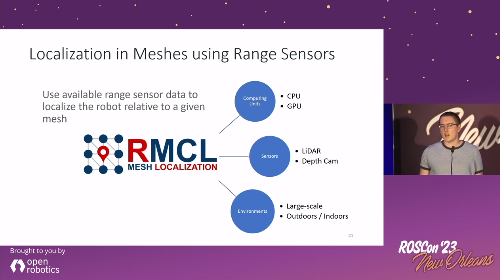 Localization in Meshes using Range Sensors
Use available range sensor data to
localize the robot relative to a given
mesh
RMCL
MESH LOCALIZATION
Computing
Units
• CPU
• GPU
Sensors
• LiDAR
• Depth Cam
Environments
• Large-scale
• Outdoors / Indoors
Brought to you by
open
robotics
ROSCon '23
New Orleans